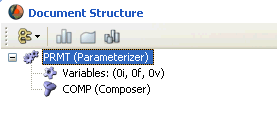 Document Structure
PRMT (Parameterizer)
Variables: (0i, 0f, 0v)
COMP (Composer)